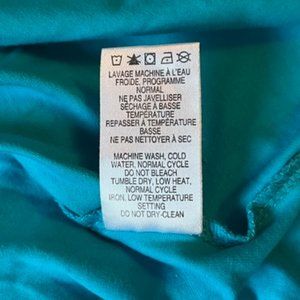 LAVAGE MACHINE À L'EAU
FROIDE, PROGRAMME
NORMAL
NE PAS JAVELLISER
SÉCHAGE À BASSE
TEMPÉRATURE
REPASSER À TEMPÉRATURE
BASSE
NE PAS NETTOYER À SEC
MACHINE WASH, COLD
WATER, NORMAL CYCLE
DO NOT BLEACH
TUMBLE DRY, LOW HEAT,
NORMAL CYCLE
IRON, LOW TEMPERATURE
SETTING
DO NOT DRY-CLEAN